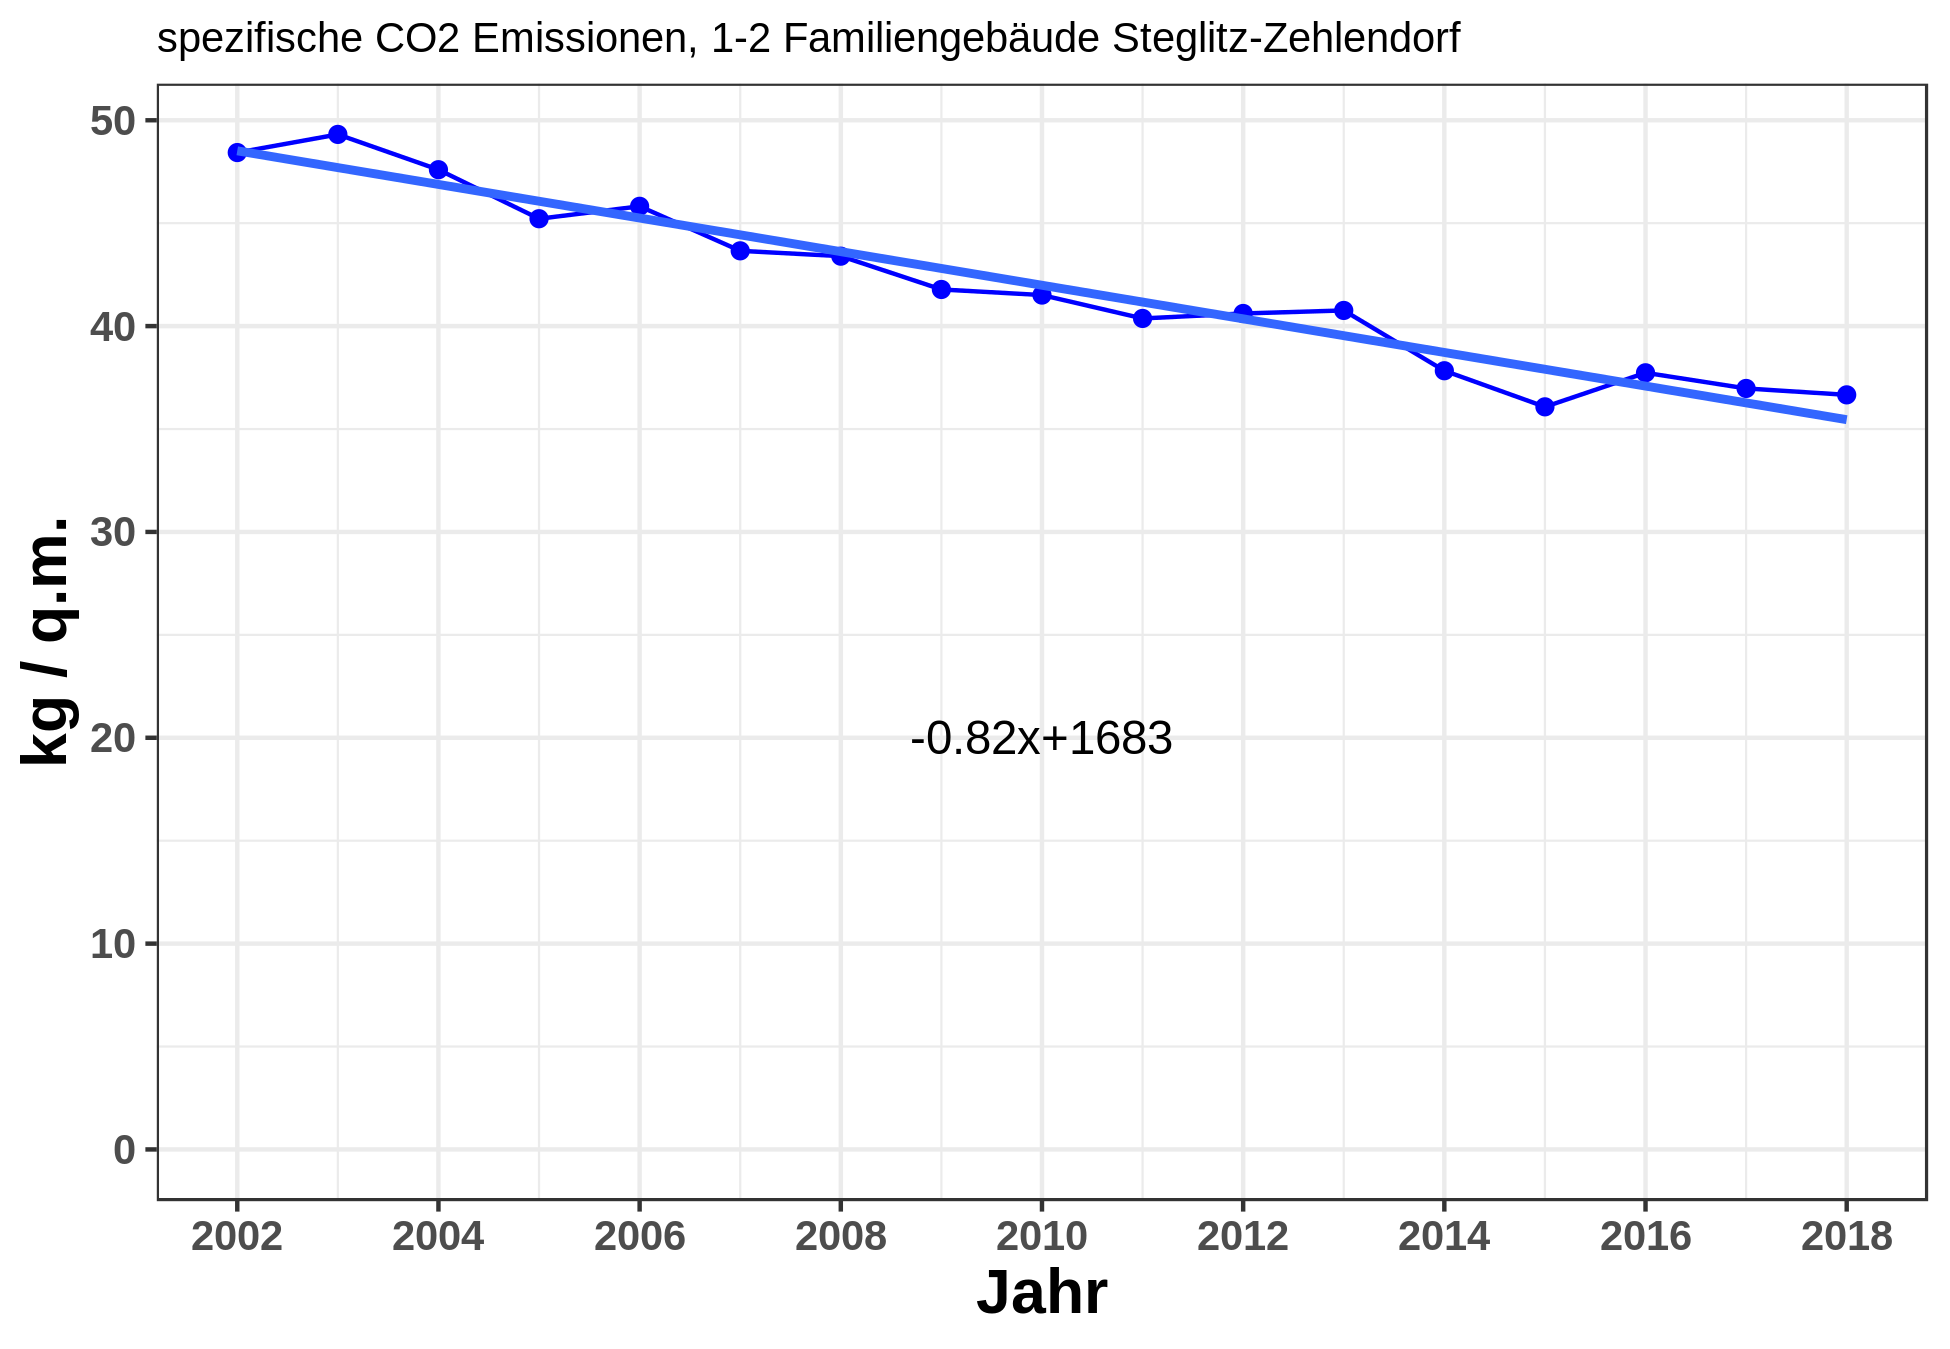 spezifische CO2 Emissionen, 1-2 Familiengebäude Steglitz-Zehlendorf
50
40
30
20
10
0
kg / q.m.
-0.82x+1683
2002 2004 2006 2008 2010 2012 2014 2016 2018
Jahr